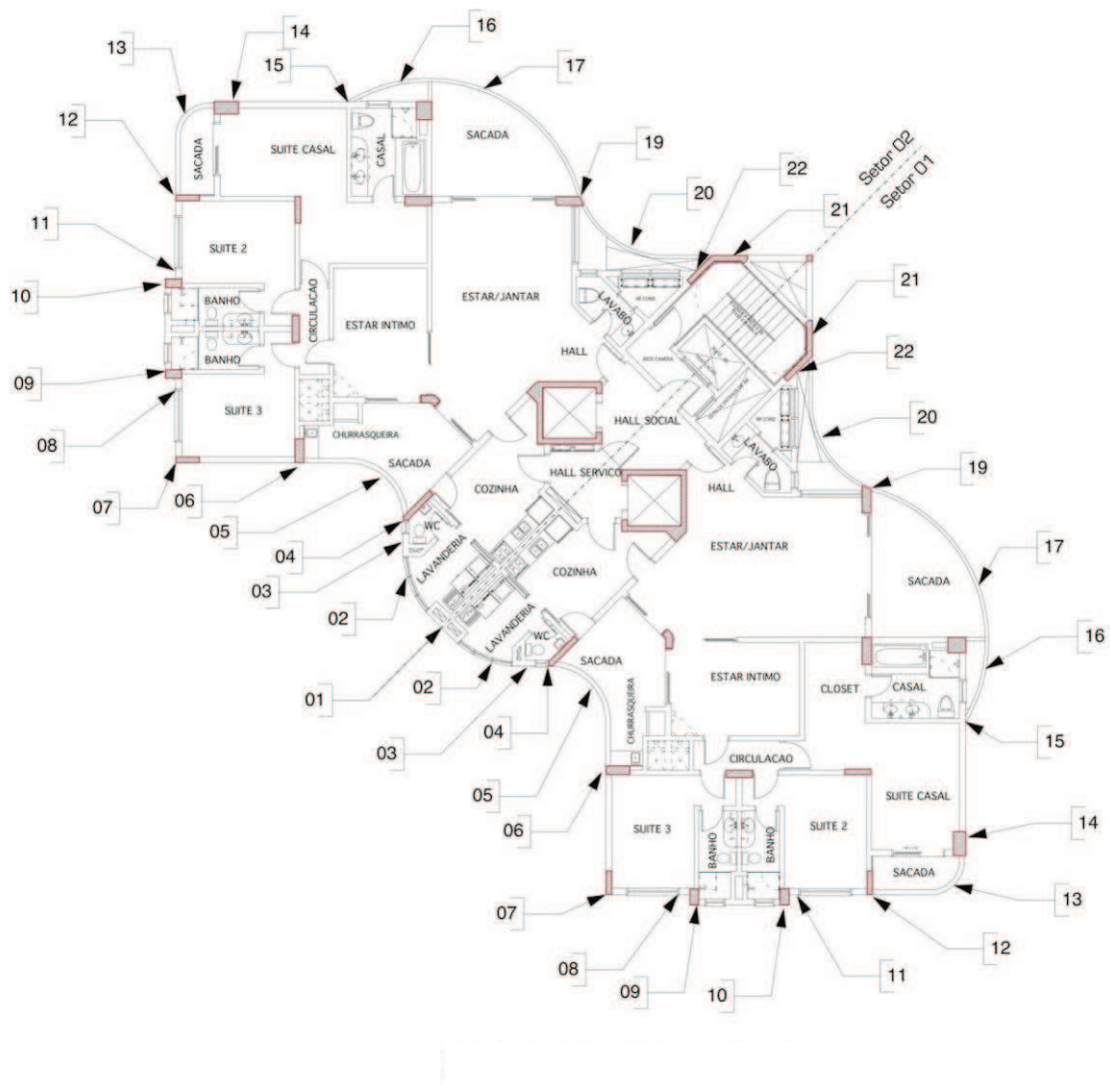 16
14
13
15
17
12
SACADA
SUITE CASAL
CASAL
SACADA
19
22
Setor 02
Setor 01
20
21
11
SUITE 2
10
BANHO
CIRCULACAO
ESTAR INTIMO
ESTAR/JANTAR
LAVABO
21
BANHO
HALL
22
09
SUITE 3
08
HALL SOCIAL
20
CHURRASQUEIRA
SACADA
HALL SERVICO
LAVABO
HALL
19
07
06
05
COZINHA
04
WC
LAVANDERIA
03
COZINHA
ESTAR/JANTAR
17
SACADA
02
LAVANDERIA
WC
SACADA
16
01
02
ESTAR INTIMO
CLOSET
CASAL
03
04
CHURRASQUEIRA
15
CIRCULACAO
05
SUITE CASAL
06
SUITE 3
BANHO
BANHO
SUITE 2
14
SACADA
07
13
12
08
09
10
11